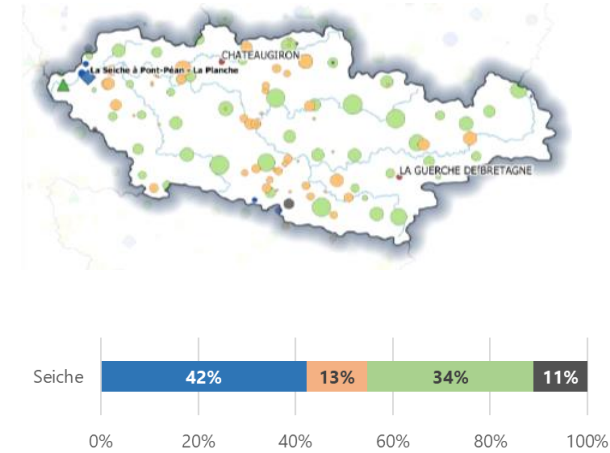 CHATEAUGIRON
La Seiche à Pont-Péan - La Planche
LA GUERCHE DE BRETAGNE
Seiche 42% 13% 34% 11%
0% 20% 40% 60% 80% 100%